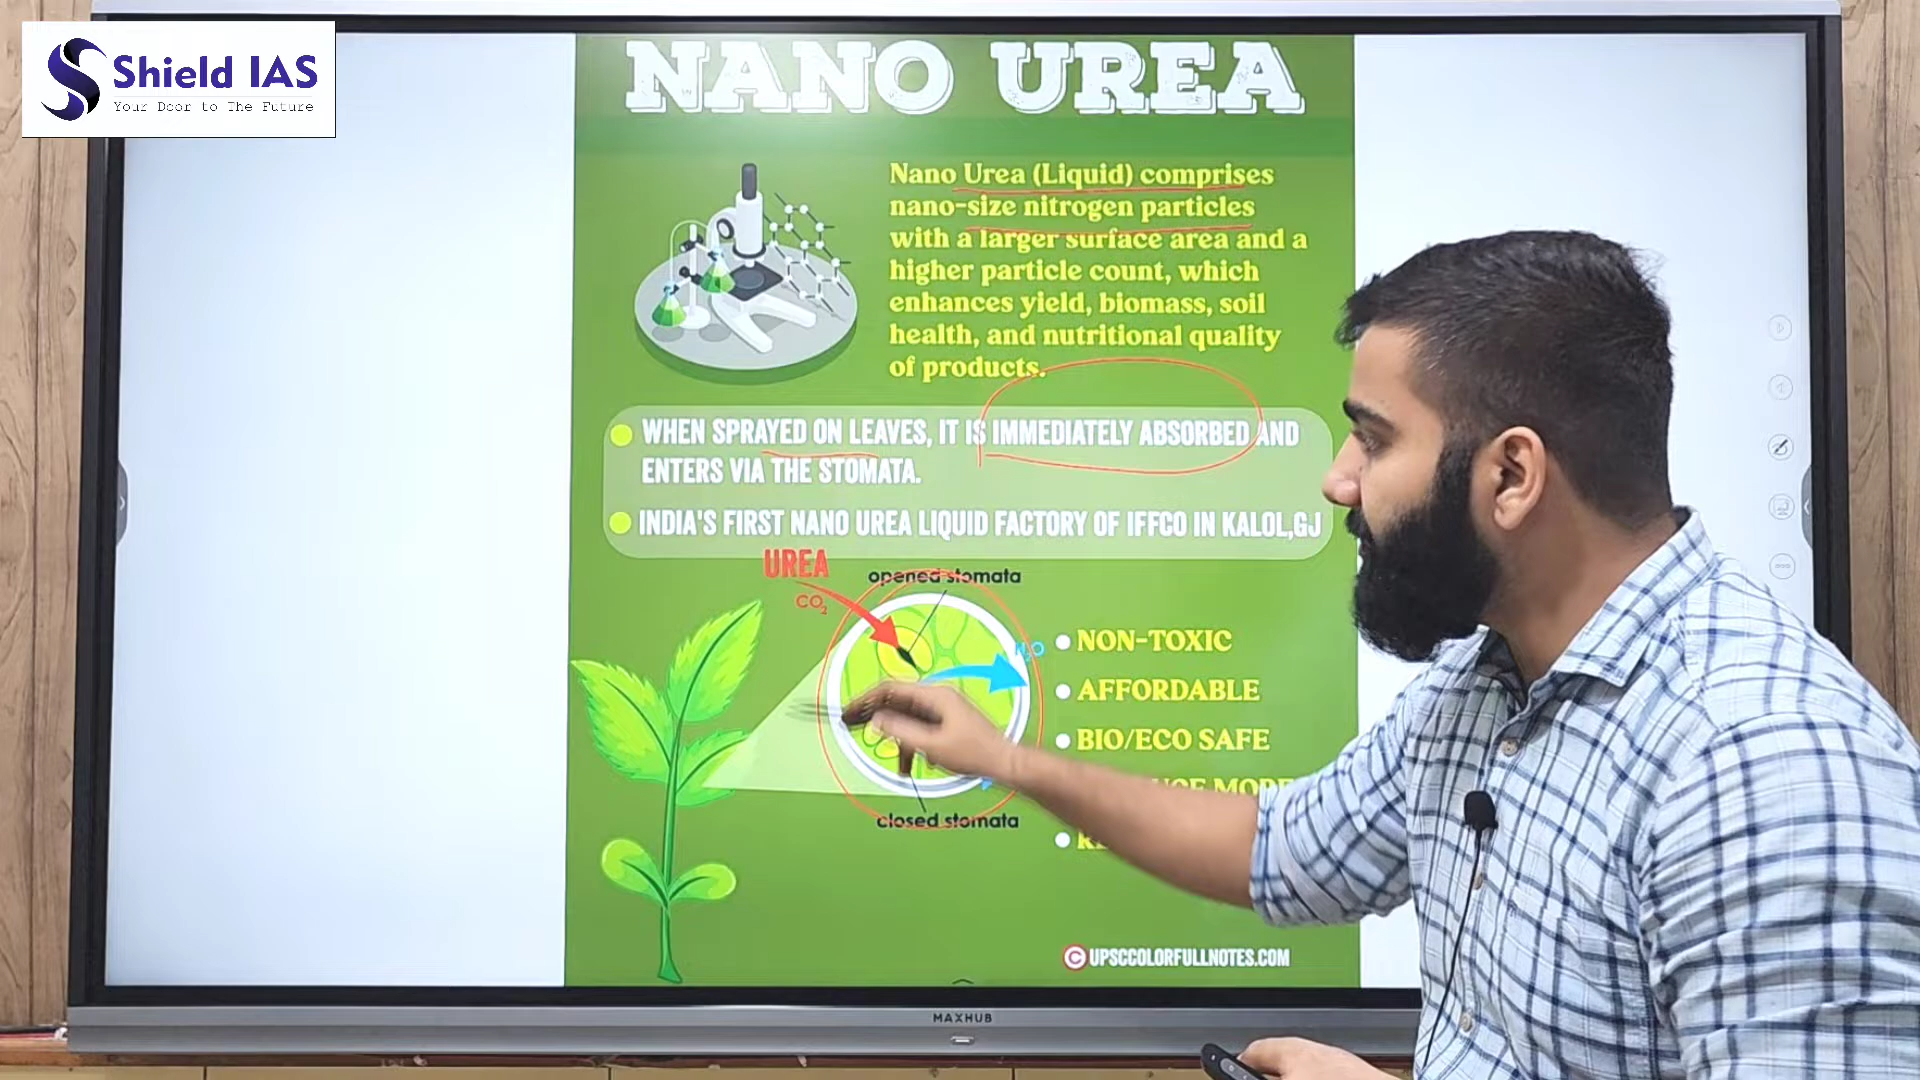 Shield IAS
Your Door to The Future
NANO UREA
Nano Urea (Liquid) comprises
nano-size nitrogen particles
with a larger surface area and a
higher particle count, which
enhances yield, biomass, soil
health, and nutritional quality
of products.
WHEN SPRAYED ON LEAVES, IT IS IMMEDIATELY ABSORBED AND
ENTERS VIA THE STOMATA.
INDIA'S FIRST NANO UREA LIQUID FACTORY OF IFFCO IN KALOL,GJ
UREA
CO2
opened stomata
H2O
closed stomata
NON-TOXIC
AFFORDABLE
BIO/ECO SAFE
MORE
© UPSCCOLORFULLNOTES.COM
MAXHUB